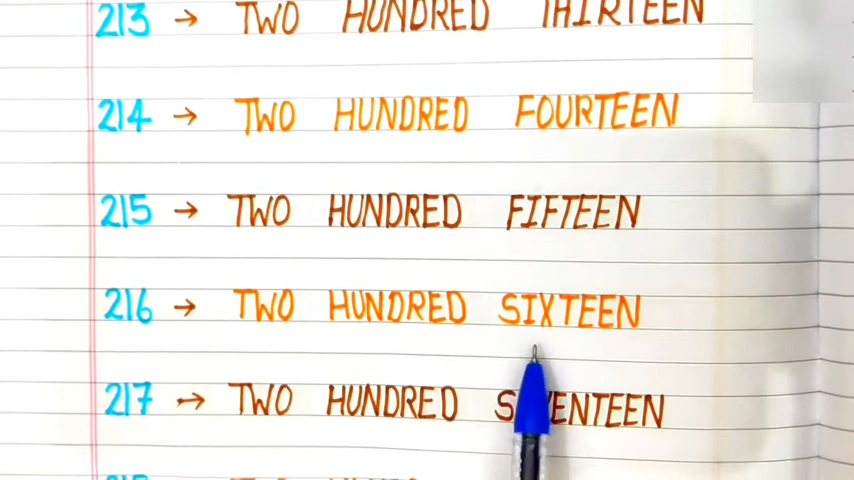 213 → TWO HUNDRED THIRTEEN
214 → TWO HUNDRED FOURTEEN
215 → TWO HUNDRED FIFTEEN
216 → TWO HUNDRED SIXTEEN
217 → TWO HUNDRED SEVENTEEN